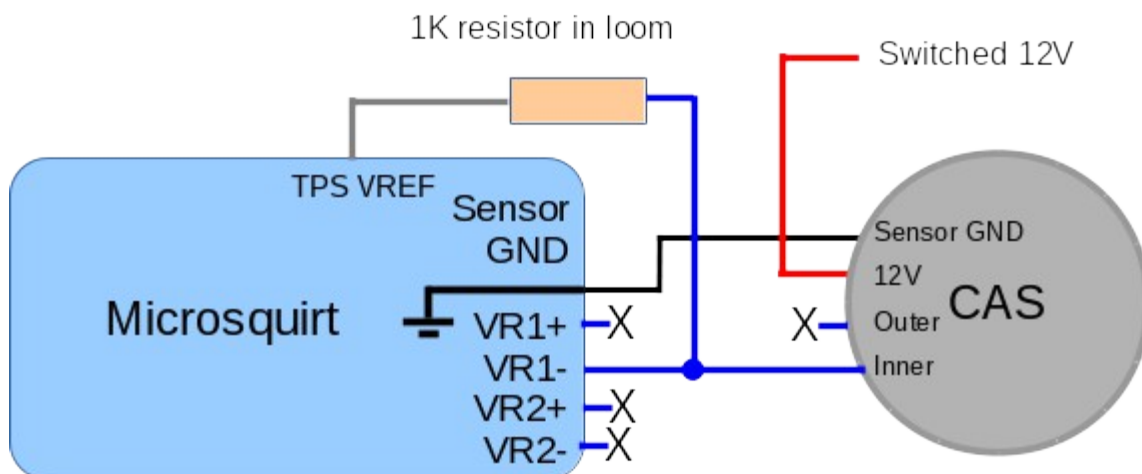 1K resistor in loom
Switched 12V
TPS VREF
Sensor
GND
Microsquirt
VR1+
X
VR1-
VR2+
X
VR2-
X
Sensor GND
12V
CAS
X
Outer
Inner